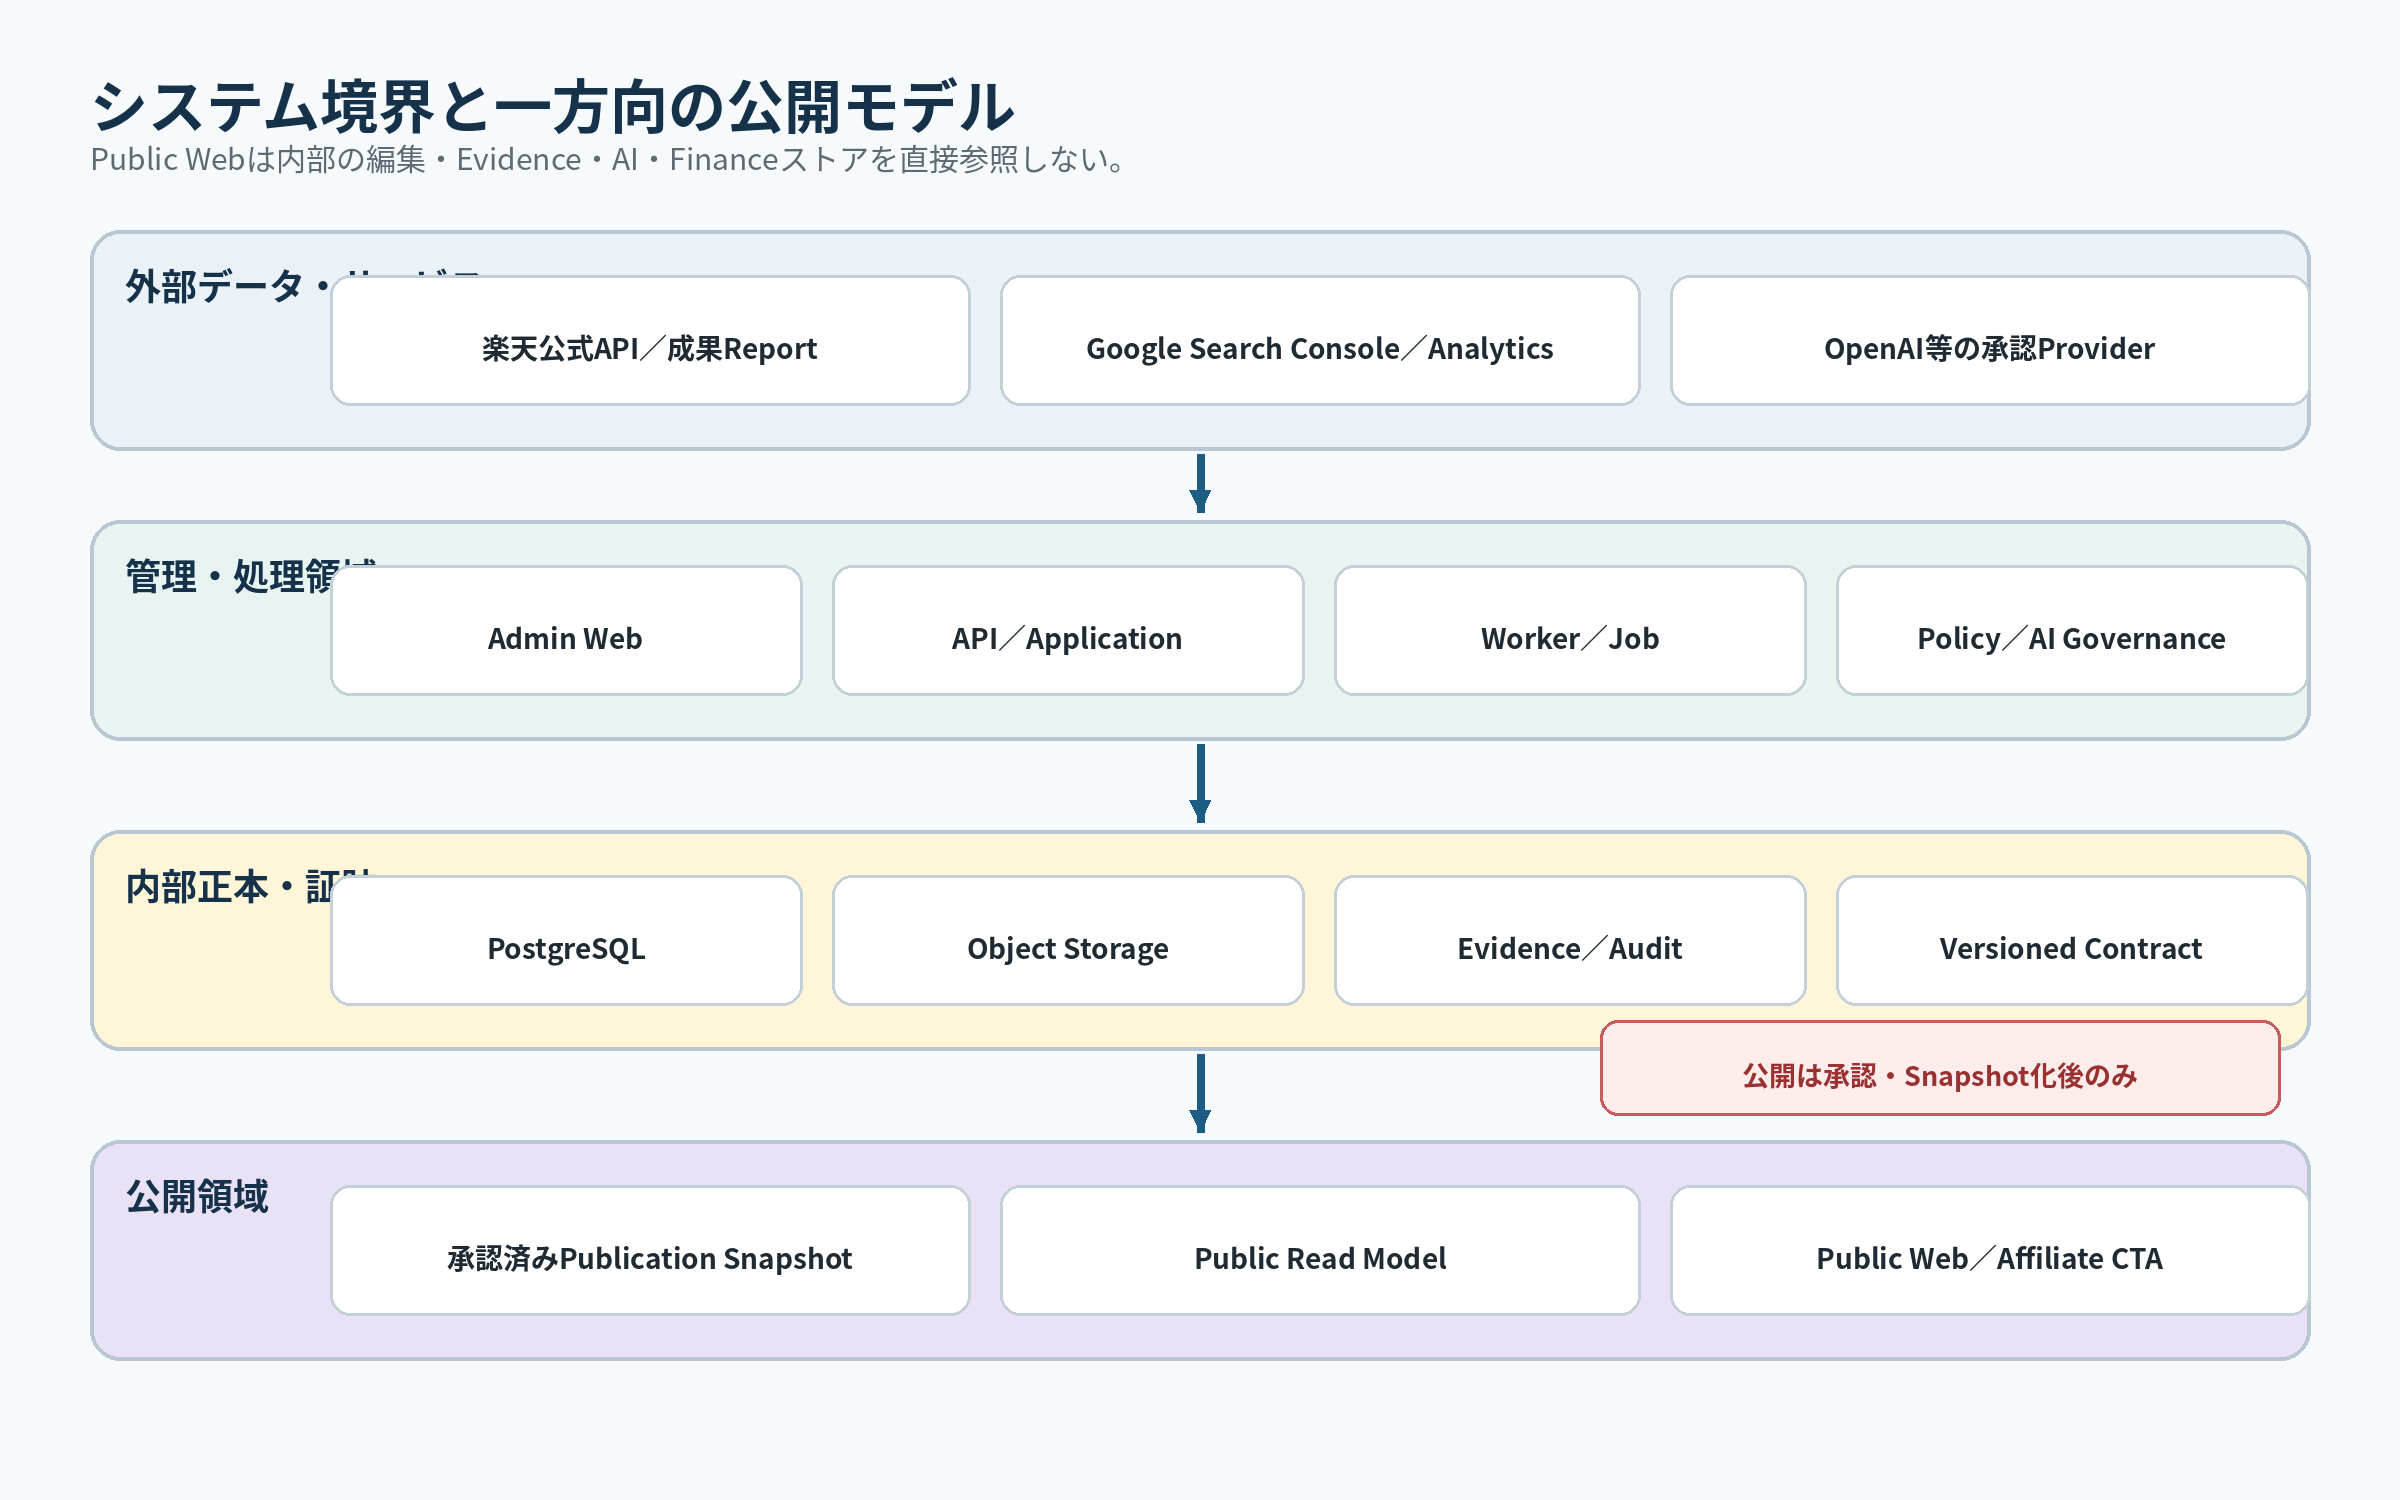 システム境界と一方向の公開モデル
Public Webは内部の編集・Evidence・AI・Financeストアを直接参照しない。
外部データ・サービス
楽天公式API／成果Report
Google Search Console／Analytics
OpenAI等の承認Provider
管理・処理領域
Admin Web
API／Application
Worker／Job
Policy／AI Governance
内部正本・証
PostgreSQL
Object Storage
Evidence／Audit
Versioned Contract
公開は承認・Snapshot化後のみ
公開領域
承認済みPublication Snapshot
Public Read Model
Public Web／Affiliate CTA